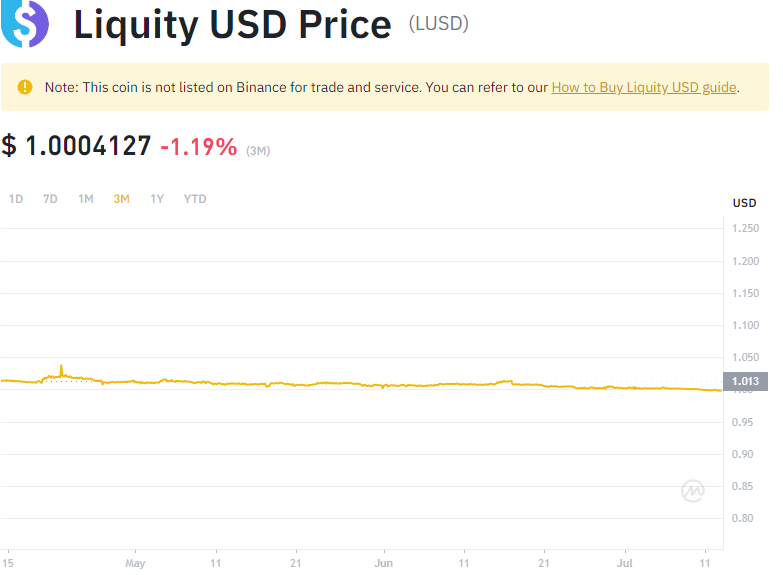 Liquity USD Price (LUSD)
Note: This coin is not listed on Binance for trade and service. You can refer to our How to Buy Liquity USD guide.
$ 1.0004127 -1.19% (3M)
1D 7D 1M 3M 1Y YTD
USD
1.250
1.200
1.150
1.100
1.050
1.013
0.95
0.90
0.85
0.80
15 May 11 21 Jun 11 21 Jul 11